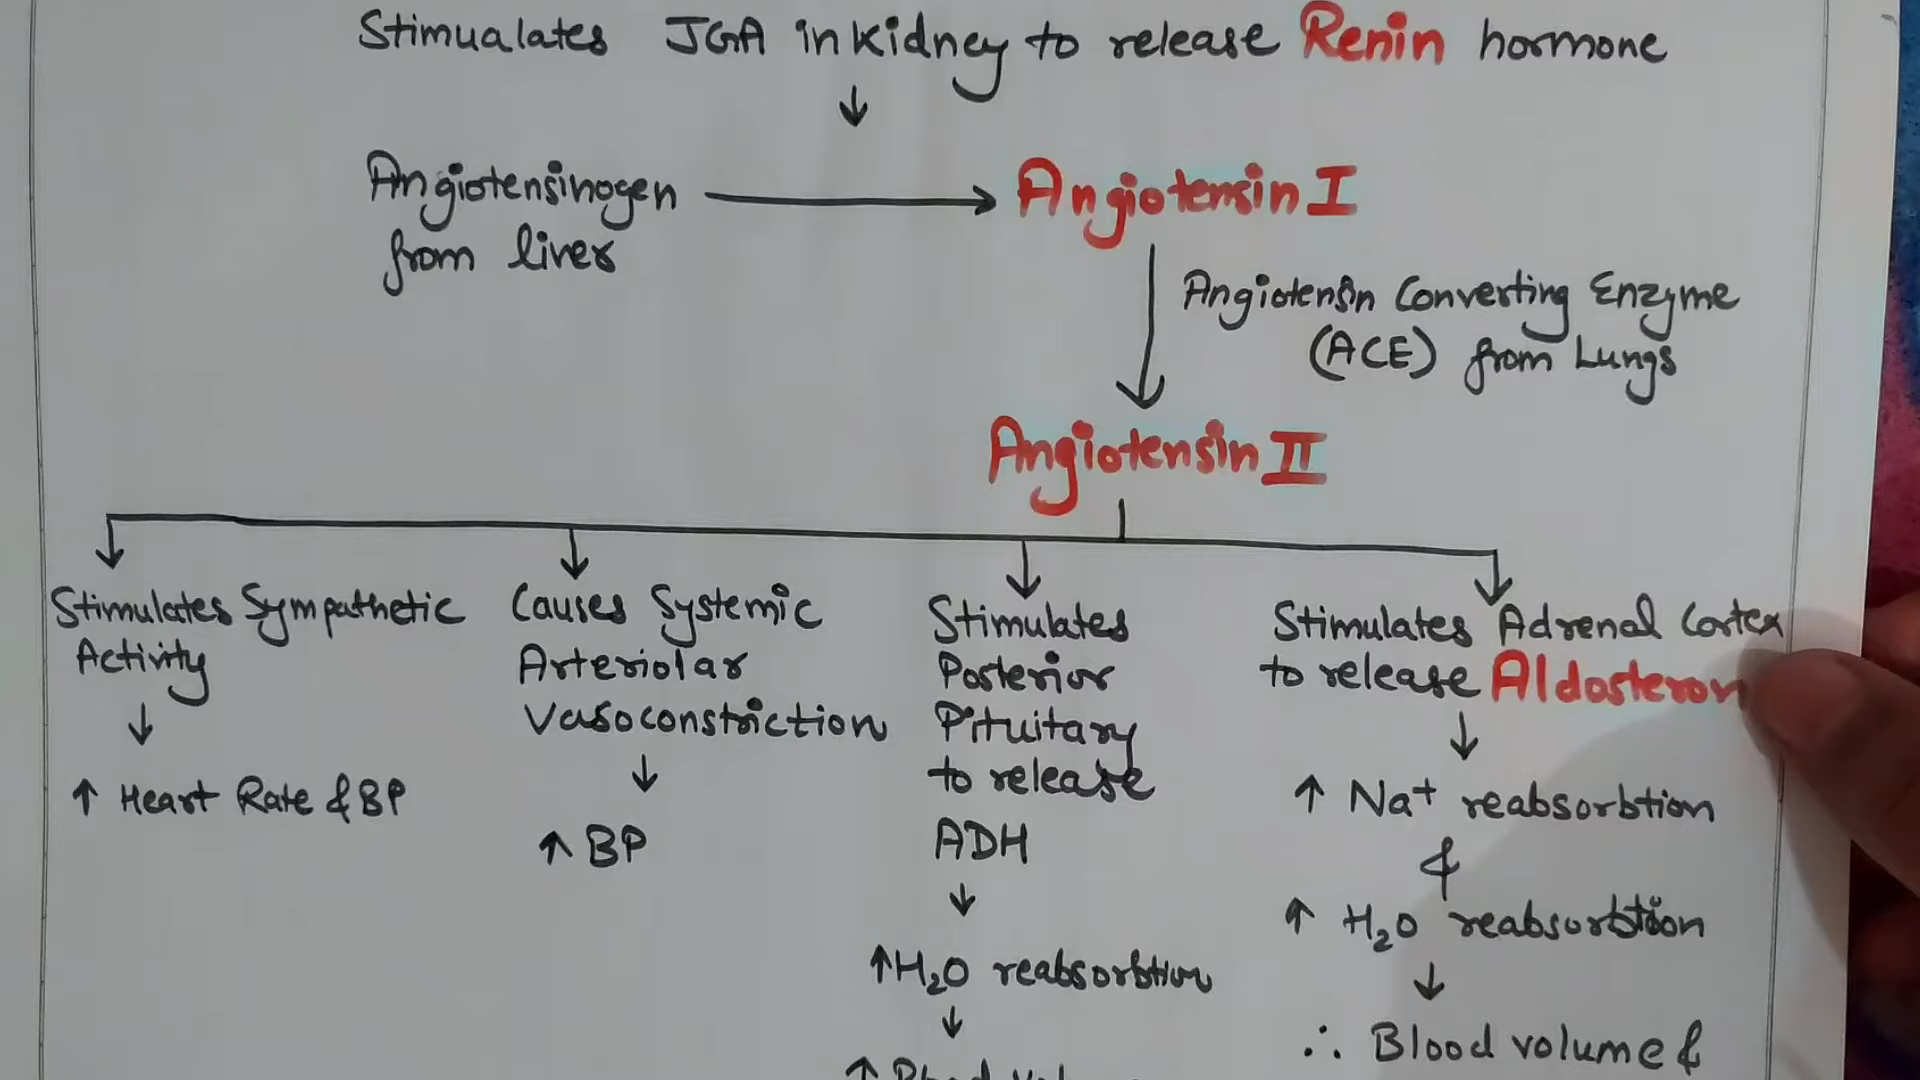 Stimualates JGA in kidney to release Renin hormone
↓
Angiotensinogen → Angiotensin I
from liver
Angiotensin Converting Enzyme
(ACE) from Lungs
Angiotensin II
Stimulates Sympathetic
Activity
↓
↑ Heart Rate & BP
Causes Systemic
Arteriolar
Vasoconstriction
↓
↑ BP
Stimulates
Posterior
Pituitary
to release
ADH
↓
↑ H₂O reabsorbtion
↓
Stimulates Adrenal Cortex
to release Aldosteron
↓
↑ Na⁺ reabsorbtion
&
↑ H₂O reabsorbtion
↓
∴ Blood volume &